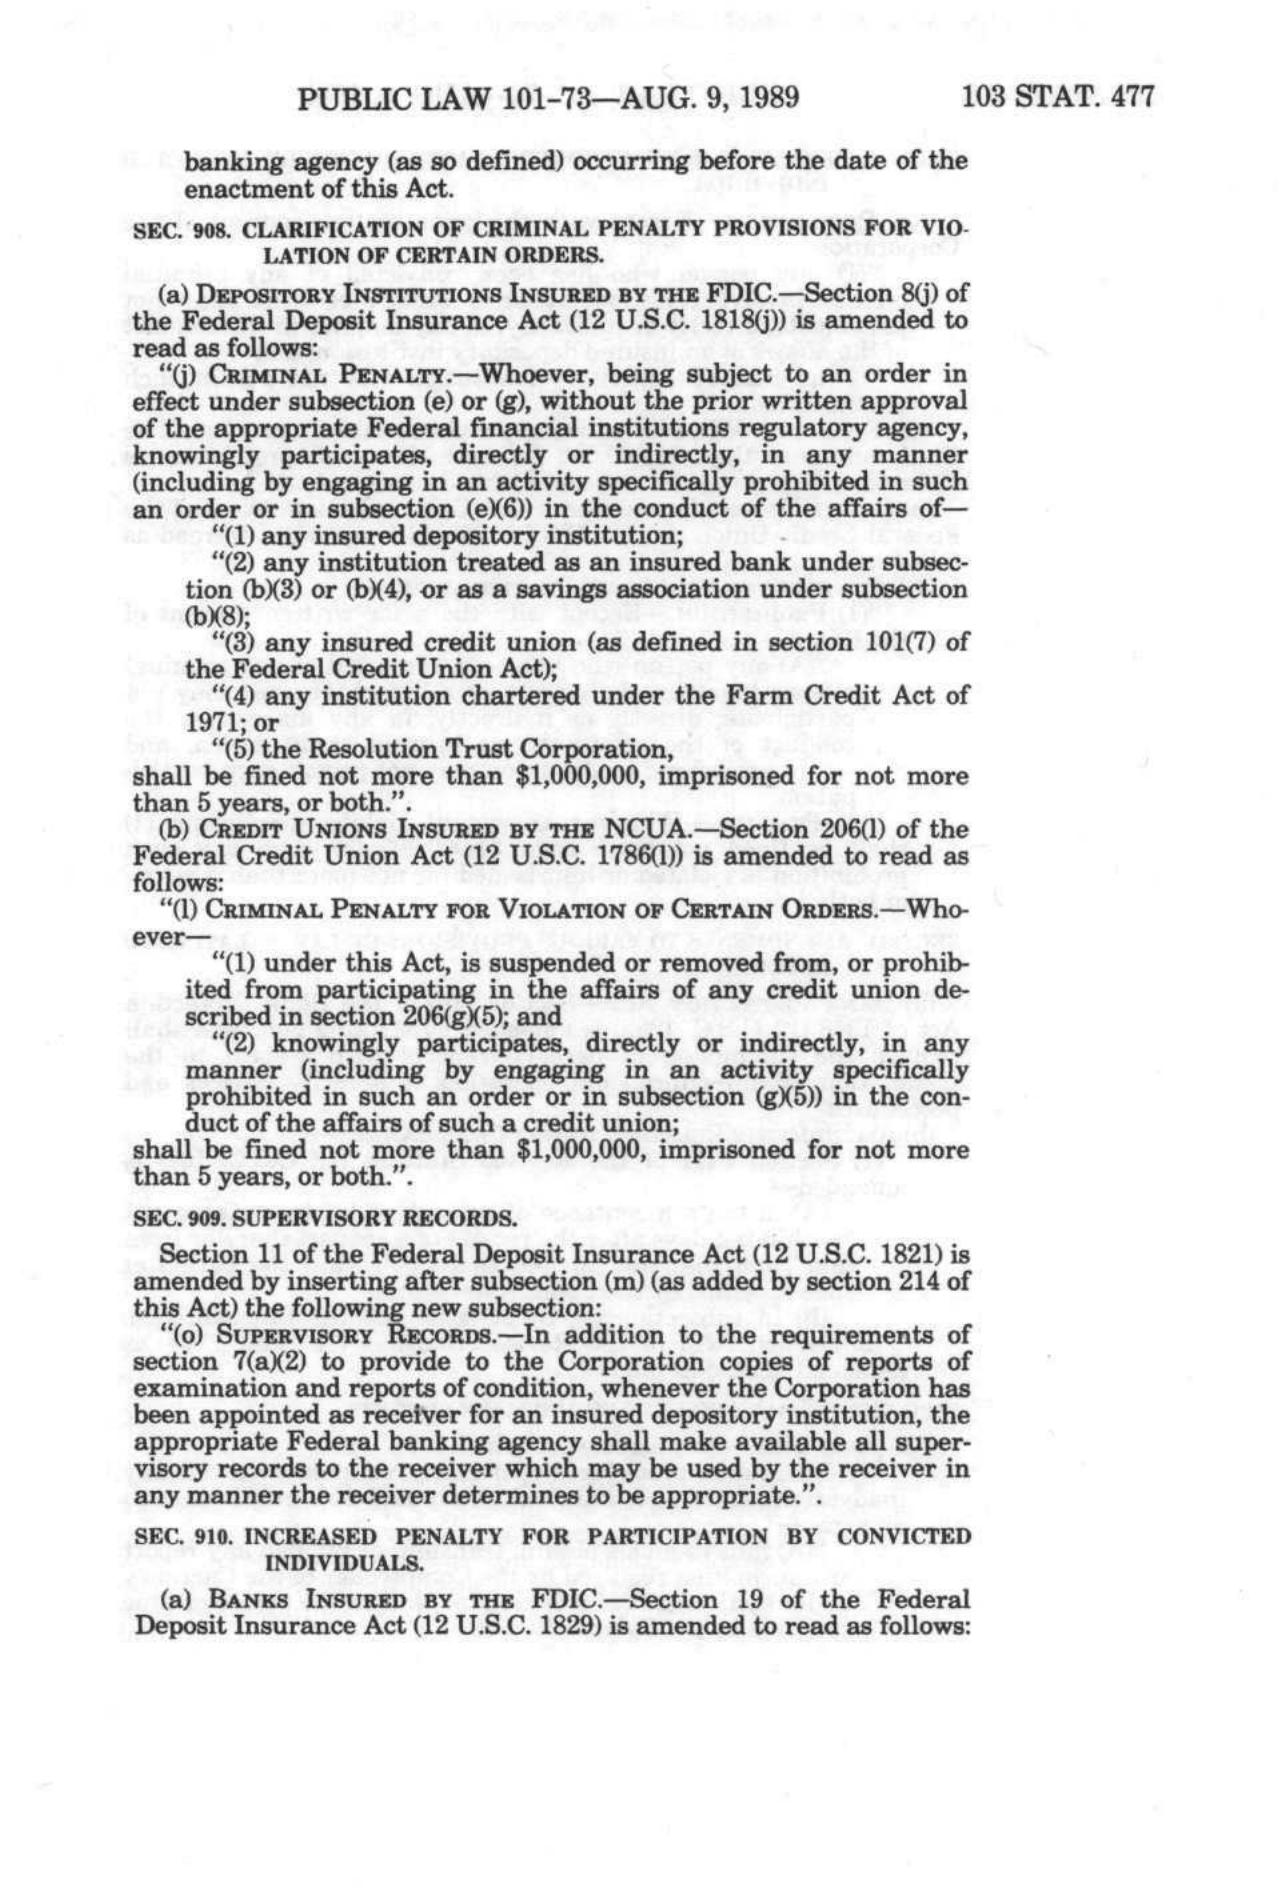 PUBLIC LAW 101-73—AUG. 9, 1989 103 STAT. 477
banking agency (as so defined) occurring before the date of the
enactment of this Act.
SEC. 908. CLARIFICATION OF CRIMINAL PENALTY PROVISIONS FOR VIO-
LATION OF CERTAIN ORDERS.
(a) DEPOSITORY INSTITUTIONS INSURED BY THE FDIC.—Section 8(j) of
the Federal Deposit Insurance Act (12 U.S.C. 1818(j)) is amended to
read as follows:
“(j) CRIMINAL PENALTY.—Whoever, being subject to an order in
effect under subsection (e) or (g), without the prior written approval
of the appropriate Federal financial institutions regulatory agency,
knowingly participates, directly or indirectly, in any manner
(including by engaging in an activity specifically prohibited in such
an order or in subsection (e)(6)) in the conduct of the affairs of—
“(1) any insured depository institution;
“(2) any institution treated as an insured bank under subsec-
tion (b)(3) or (b)(4), or as a savings association under subsection
(b)(8);
“(3) any insured credit union (as defined in section 101(7) of
the Federal Credit Union Act);
“(4) any institution chartered under the Farm Credit Act of
1971; or
“(5) the Resolution Trust Corporation,
shall be fined not more than $1,000,000, imprisoned for not more
than 5 years, or both.”.
(b) CREDIT UNIONS INSURED BY THE NCUA.—Section 206(l) of the
Federal Credit Union Act (12 U.S.C. 1786(l)) is amended to read as
follows:
“(l) CRIMINAL PENALTY FOR VIOLATION OF CERTAIN ORDERS.—Who-
ever—
“(1) under this Act, is suspended or removed from, or prohib-
ited from participating in the affairs of any credit union de-
scribed in section 206(g)(5); and
“(2) knowingly participates, directly or indirectly, in any
manner (including by engaging in an activity specifically
prohibited in such an order or in subsection (g)(5)) in the con-
duct of the affairs of such a credit union;
shall be fined not more than $1,000,000, imprisoned for not more
than 5 years, or both.”.
SEC. 909. SUPERVISORY RECORDS.
Section 11 of the Federal Deposit Insurance Act (12 U.S.C. 1821) is
amended by inserting after subsection (m) (as added by section 214 of
this Act) the following new subsection:
“(o) SUPERVISORY RECORDS.—In addition to the requirements of
section 7(a)(2) to provide to the Corporation copies of reports of
examination and reports of condition, whenever the Corporation has
been appointed as receiver for an insured depository institution, the
appropriate Federal banking agency shall make available all super-
visory records to the receiver which may be used by the receiver in
any manner the receiver determines to be appropriate.”.
SEC. 910. INCREASED PENALTY FOR PARTICIPATION BY CONVICTED
INDIVIDUALS.
(a) BANKS INSURED BY THE FDIC.—Section 19 of the Federal
Deposit Insurance Act (12 U.S.C. 1829) is amended to read as follows: